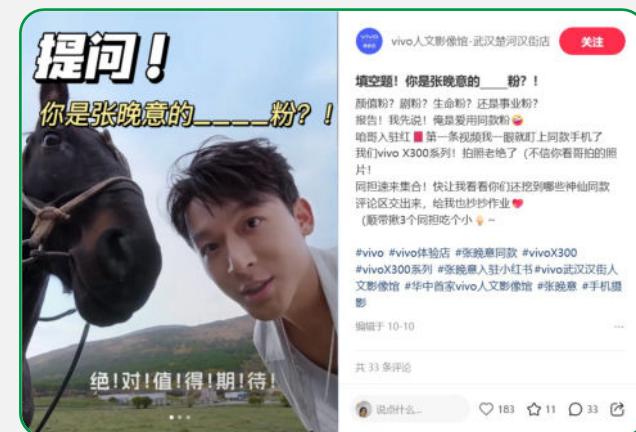 提问！
你是张晚意的____粉？！
绝!对!值!得!期!待!
vivo
vivo人文影像馆-武汉楚河汉街店
关注
填空题！你是张晚意的____粉？！
颜值粉？剧粉？生命粉？还是事业粉？
报告！我先说！俺是爱用同款粉🤪
咱哥入驻红📕第一条视频我一眼就盯上同款手机了
我们vivo X300系列！拍照老绝了（不信你看哥拍的照
片！
同担速来集合！快让我看看你们还挖到哪些神仙同款
评论区交出来，给我也抄抄作业❤️
（顺带揪3个同担吃个小🍦～
#vivo #vivo体验店 #张晚意同款 #vivoX300
#vivoX300系列 #张晚意入驻小红书#vivo武汉汉街人
文影像馆 #华中首家vivo人文影像馆 #张晚意 #手机摄
影
编辑于 10-10
共 33 条评论
说点什么...
183
11
33